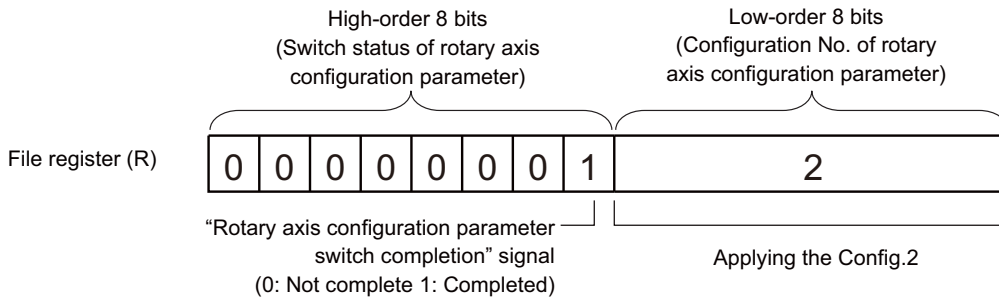 High-order 8 bits
(Switch status of rotary axis
configuration parameter)
Low-order 8 bits
(Configuration No. of rotary
axis configuration parameter)
File register (R)
0 0 0 0 0 0 0 1 2
“Rotary axis configuration parameter
switch completion” signal
(0: Not complete 1: Completed)
Applying the Config.2